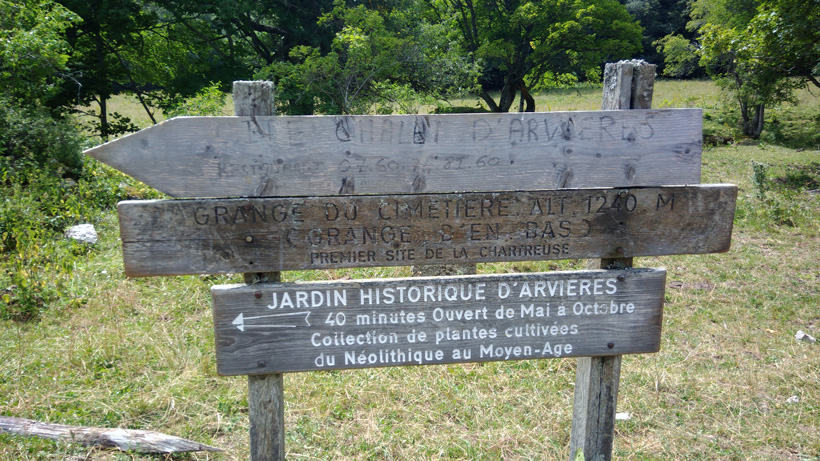 CHALET D'ARVIERES
GRANGE DU CIMETIERE. ALT. 1240. M
(GRANGE. D'EN. BAS)
PREMIER SITE DE LA CHARTREUSE
JARDIN HISTORIQUE D'ARVIERES
40 minutes Ouvert de Mai à Octobre
Collection de plantes cultivées
du Néolithique au Moyen-Age